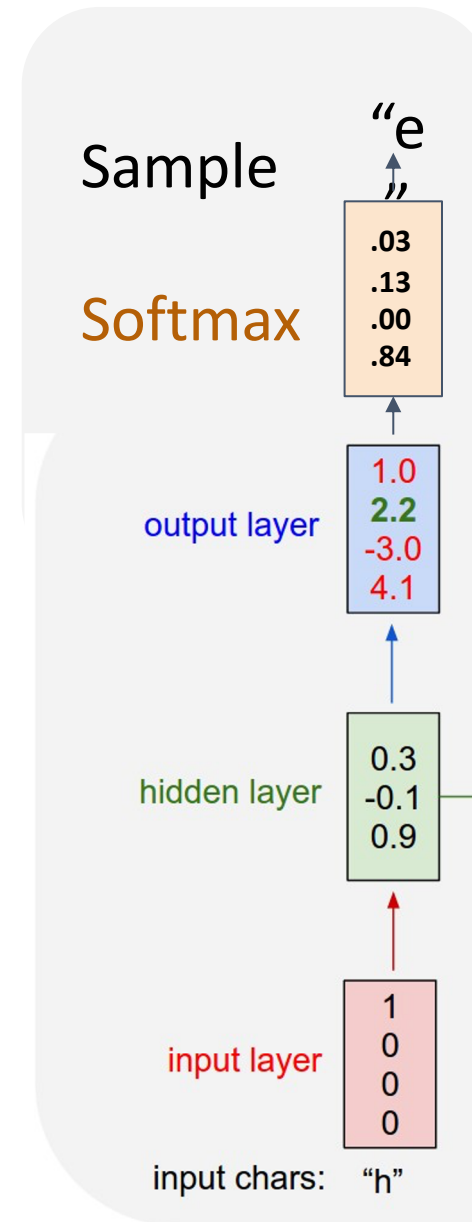 “e
”
Sample
.03
.13
.00
.84
Softmax
1.0
2.2
-3.0
4.1
output layer
0.3
-0.1
0.9
hidden layer
1
0
0
0
input layer
input chars: “h”